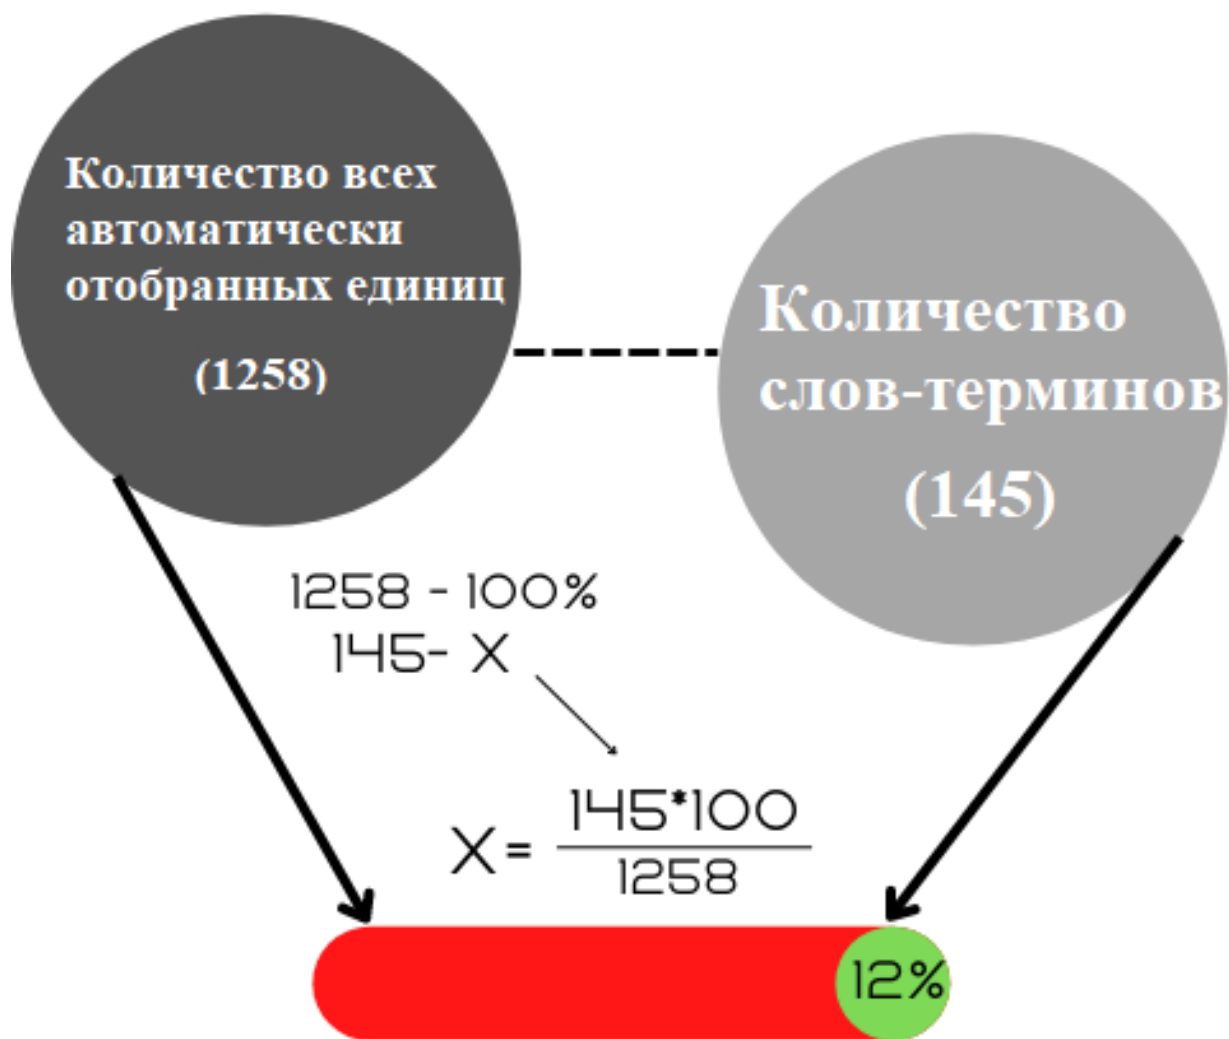 Количество всех
автоматически
отобранных единиц
(1258)
Количество
слов-терминов
(145)
1258 - 100%
145- X
X= 145*100
1258
12%